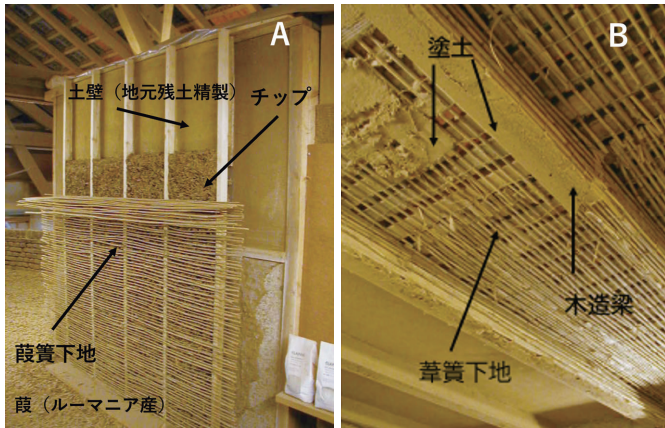 A
土壁（地元残土精製）
チップ
葭簀下地
葭（ルーマニア産）
B
塗土
木造梁
葦簀下地